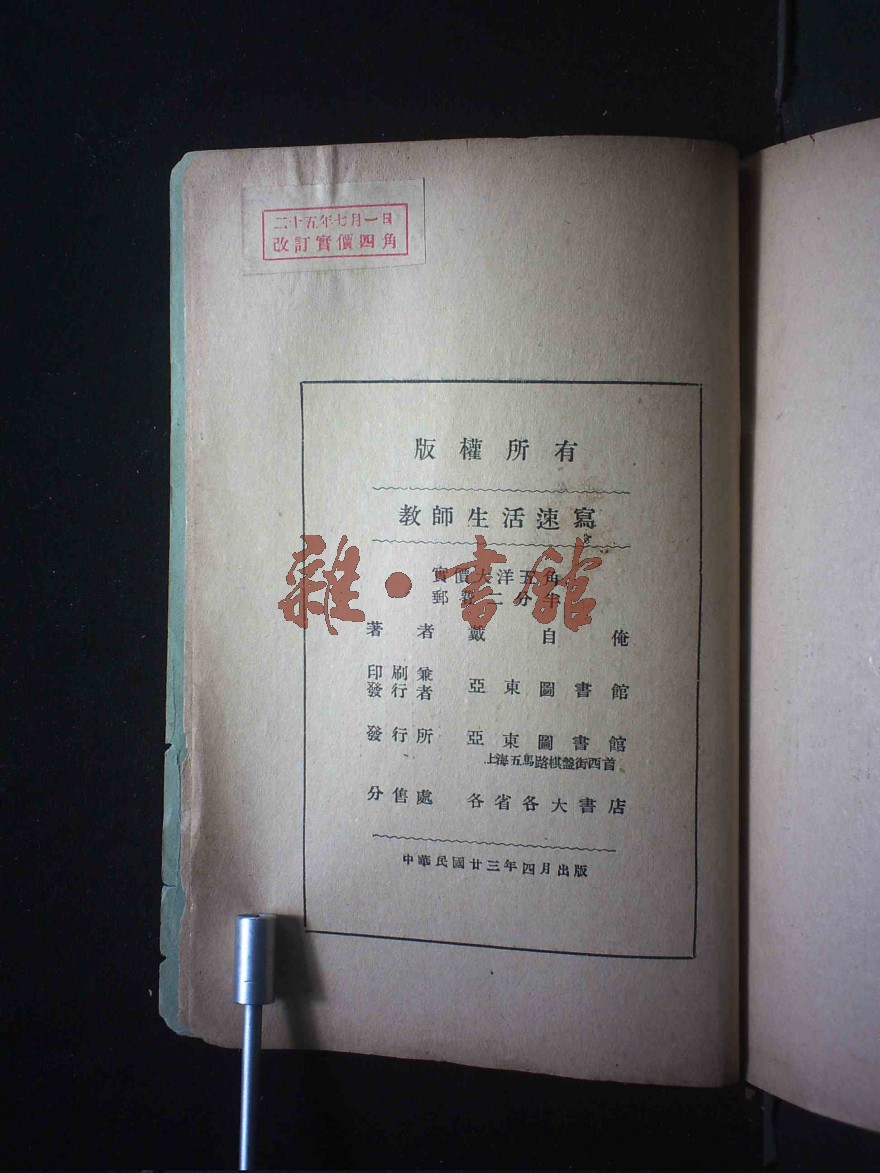 二十五年七月一日
改訂實價四角
版權所有
教師生活速寫
實價大洋五角
郵費二分半
著者 戴自俺
印刷兼發行者 亞東圖書館
發行所 亞東圖書館
上海五馬路棋盤街西首
分售處 各省各大書店
中華民國廿三年四月出版
雜·書館